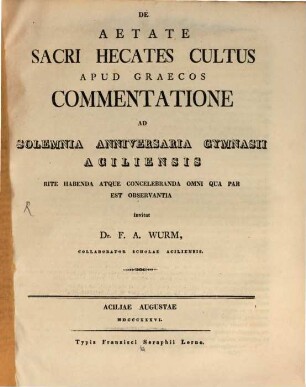 DE
AETATE
SACRI HECATES CULTUS
APUD GRAECOS
COMMENTATIONE
AD
SOLEMNIA ANNIVERSARIA GYMNASII
ACILIENSIS
RITE HABENDA ATQUE CONCELEBRANDA OMNI QUA PAR
EST OBSERVANTIA
invitat
Dr. F. A. WURM,
COLLABORATOR SCHOLAE ACILIENSIS.
ACILIAE AUGUSTAE
MDCCCXXXVI.
Typis Francisci Seraphii Lorna.